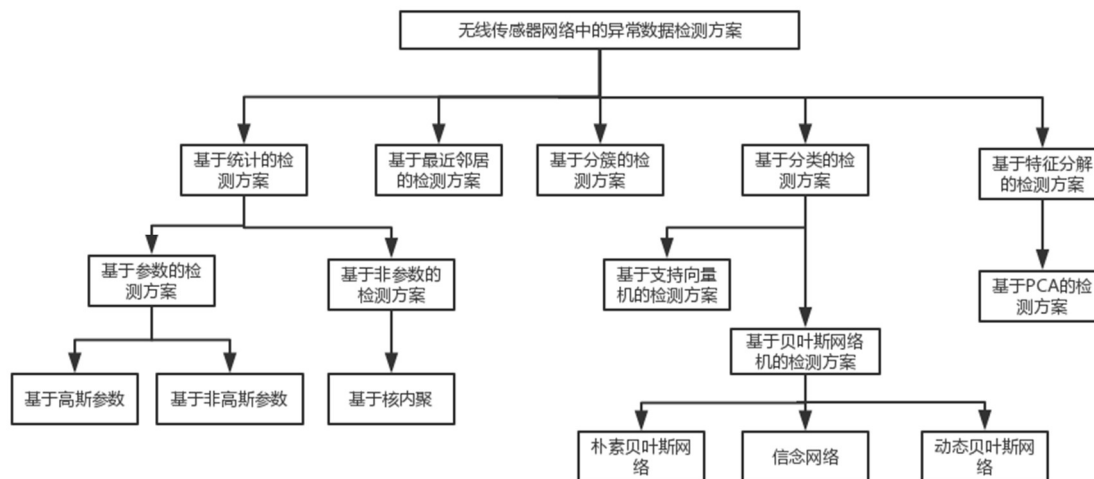 无线传感器网络中的异常数据检测方案
基于统计的检
测方案
基于最近邻居
的检测方案
基于分簇的检
测方案
基于分类的检
测方案
基于特征分解
的检测方案
基于参数的检
测方案
基于非参数的
检测方案
基于支持向量
机的检测方案
基于PCA的检
测方案
基于贝叶斯网络
机的检测方案
基于高斯参数
基于非高斯参数
基于核内聚
朴素贝叶斯网
络
信念网络
动态贝叶斯网
络